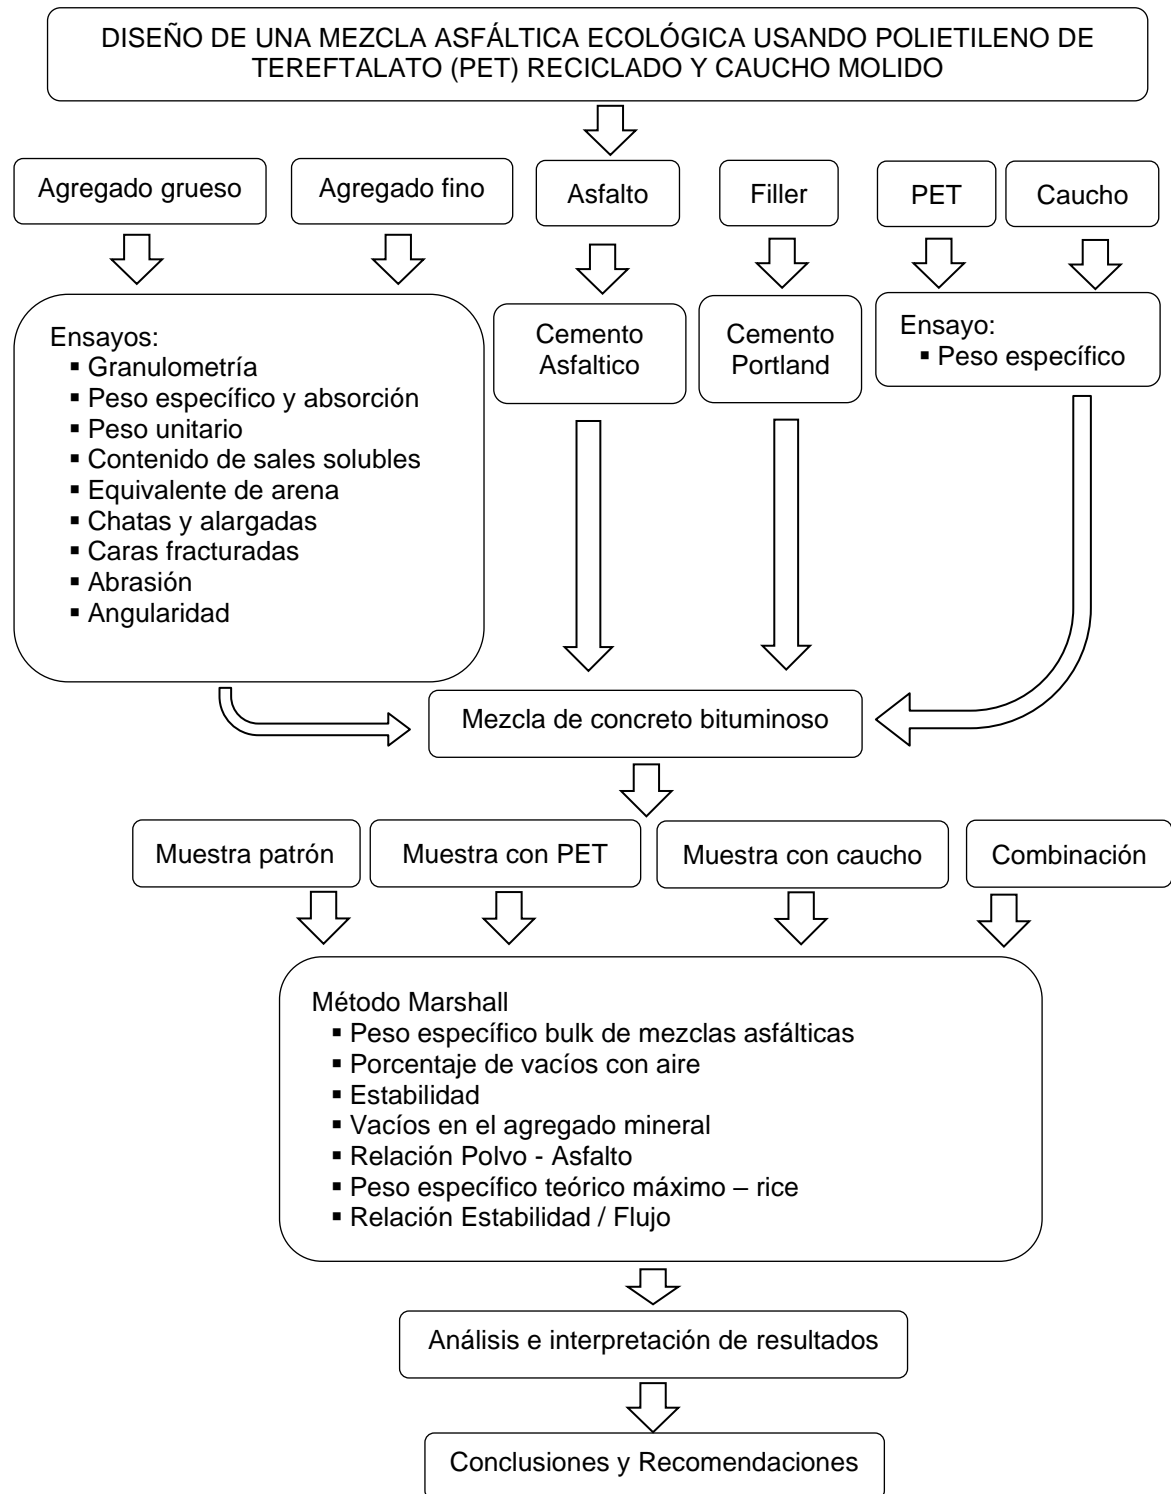 DISEÑO DE UNA MEZCLA ASFÁLTICA ECOLÓGICA USANDO POLIETILENO DE
TEREFTALATO (PET) RECICLADO Y CAUCHO MOLIDO
Agregado grueso
Agregado fino
Asfalto
Filler
PET
Caucho
Ensayos:
▪ Granulometría
▪ Peso específico y absorción
▪ Peso unitario
▪ Contenido de sales solubles
▪ Equivalente de arena
▪ Chatas y alargadas
▪ Caras fracturadas
▪ Abrasión
▪ Angularidad
Cemento
Asfaltico
Cemento
Portland
Ensayo:
▪ Peso específico
Mezcla de concreto bituminoso
Muestra patrón
Muestra con PET
Muestra con caucho
Combinación
Método Marshall
▪ Peso específico bulk de mezclas asfálticas
▪ Porcentaje de vacíos con aire
▪ Estabilidad
▪ Vacíos en el agregado mineral
▪ Relación Polvo - Asfalto
▪ Peso específico teórico máximo – rice
▪ Relación Estabilidad / Flujo
Análisis e interpretación de resultados
Conclusiones y Recomendaciones